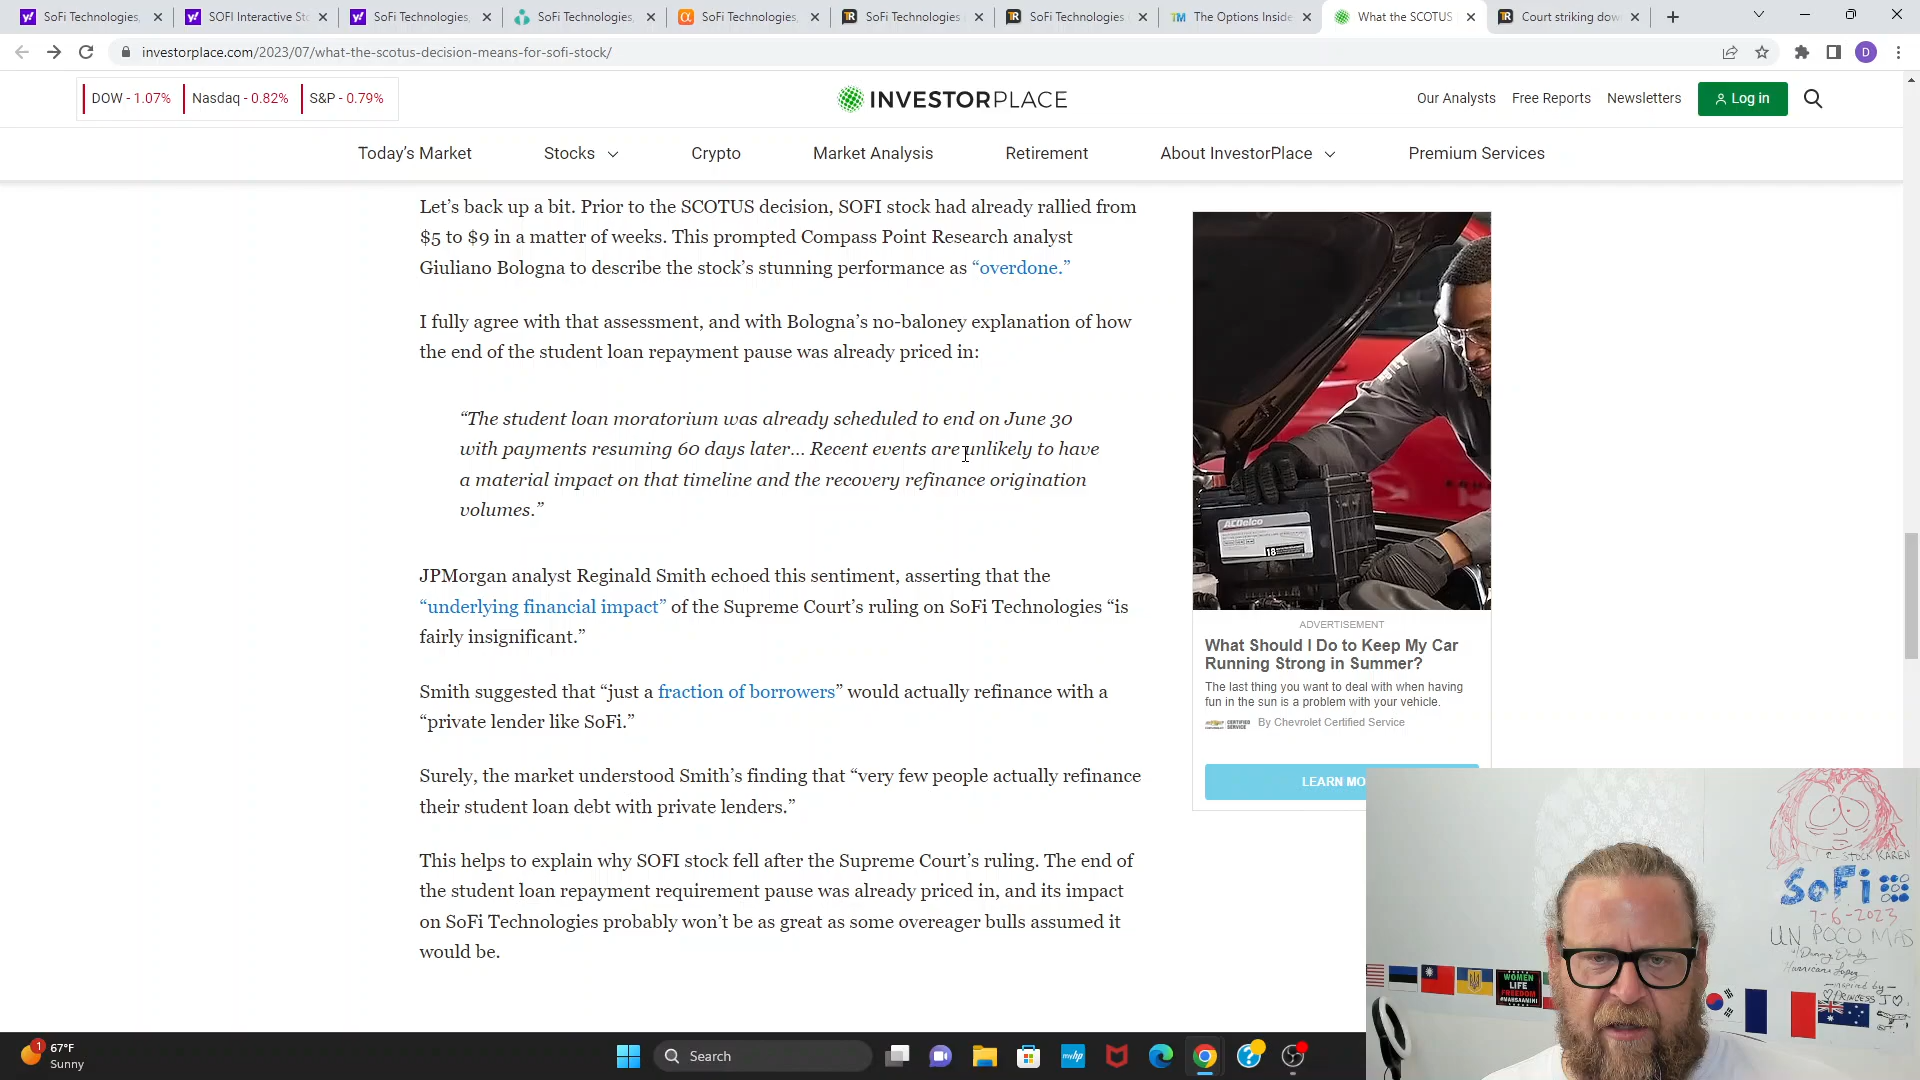 SoFi Technologies,
SOFI Interactive Sto
SoFi Technologies,
SoFi Technologies,
SoFi Technologies,
SoFi Technologies
SoFi Technologies
The Options Inside
What the SCOTUS
Court striking dow
investorplace.com/2023/07/what-the-scotus-decision-means-for-sofi-stock/
D
DOW - 1.07%
Nasdaq - 0.82%
S&P - 0.79%
INVESTORPLACE
Our Analysts
Free Reports
Newsletters
Log in
Today’s Market
Stocks
Crypto
Market Analysis
Retirement
About InvestorPlace
Premium Services
Let’s back up a bit. Prior to the SCOTUS decision, SOFI stock had already rallied from
$5 to $9 in a matter of weeks. This prompted Compass Point Research analyst
Giuliano Bologna to describe the stock’s stunning performance as “overdone.”
I fully agree with that assessment, and with Bologna’s no-baloney explanation of how
the end of the student loan repayment pause was already priced in:
“The student loan moratorium was already scheduled to end on June 30
with payments resuming 60 days later… Recent events are unlikely to have
a material impact on that timeline and the recovery refinance origination
volumes.”
JPMorgan analyst Reginald Smith echoed this sentiment, asserting that the
“underlying financial impact” of the Supreme Court’s ruling on SoFi Technologies “is
fairly insignificant.”
Smith suggested that “just a fraction of borrowers” would actually refinance with a
“private lender like SoFi.”
Surely, the market understood Smith’s finding that “very few people actually refinance
their student loan debt with private lenders.”
This helps to explain why SOFI stock fell after the Supreme Court’s ruling. The end of
the student loan repayment requirement pause was already priced in, and its impact
on SoFi Technologies probably won’t be as great as some overeager bulls assumed it
would be.
ACDelco
18
ADVERTISEMENT
What Should I Do to Keep My Car
Running Strong in Summer?
The last thing you want to deal with when having
fun in the sun is a problem with your vehicle.
CERTIFIED
SERVICE
By Chevrolet Certified Service
LEARN MO
STOCK KAREN
SoFi
7-6-2023
UN POCO MAS
Hurricane Lopez
-inspired by-
PRINCESS J
WOMEN
LIFE
FREEDOM
#MAHSAAMINI
1
67°F
Sunny
Search
myhp